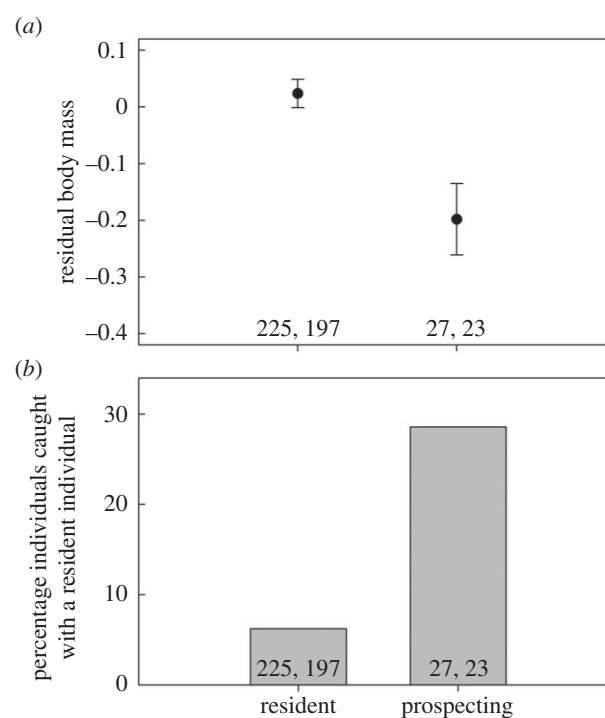 (a)
0.1
0
–0.1
–0.2
–0.3
–0.4
residual body mass
225, 197
27, 23
(b)
30
20
10
0
percentage individuals caught
with a resident individual
225, 197
27, 23
resident
prospecting